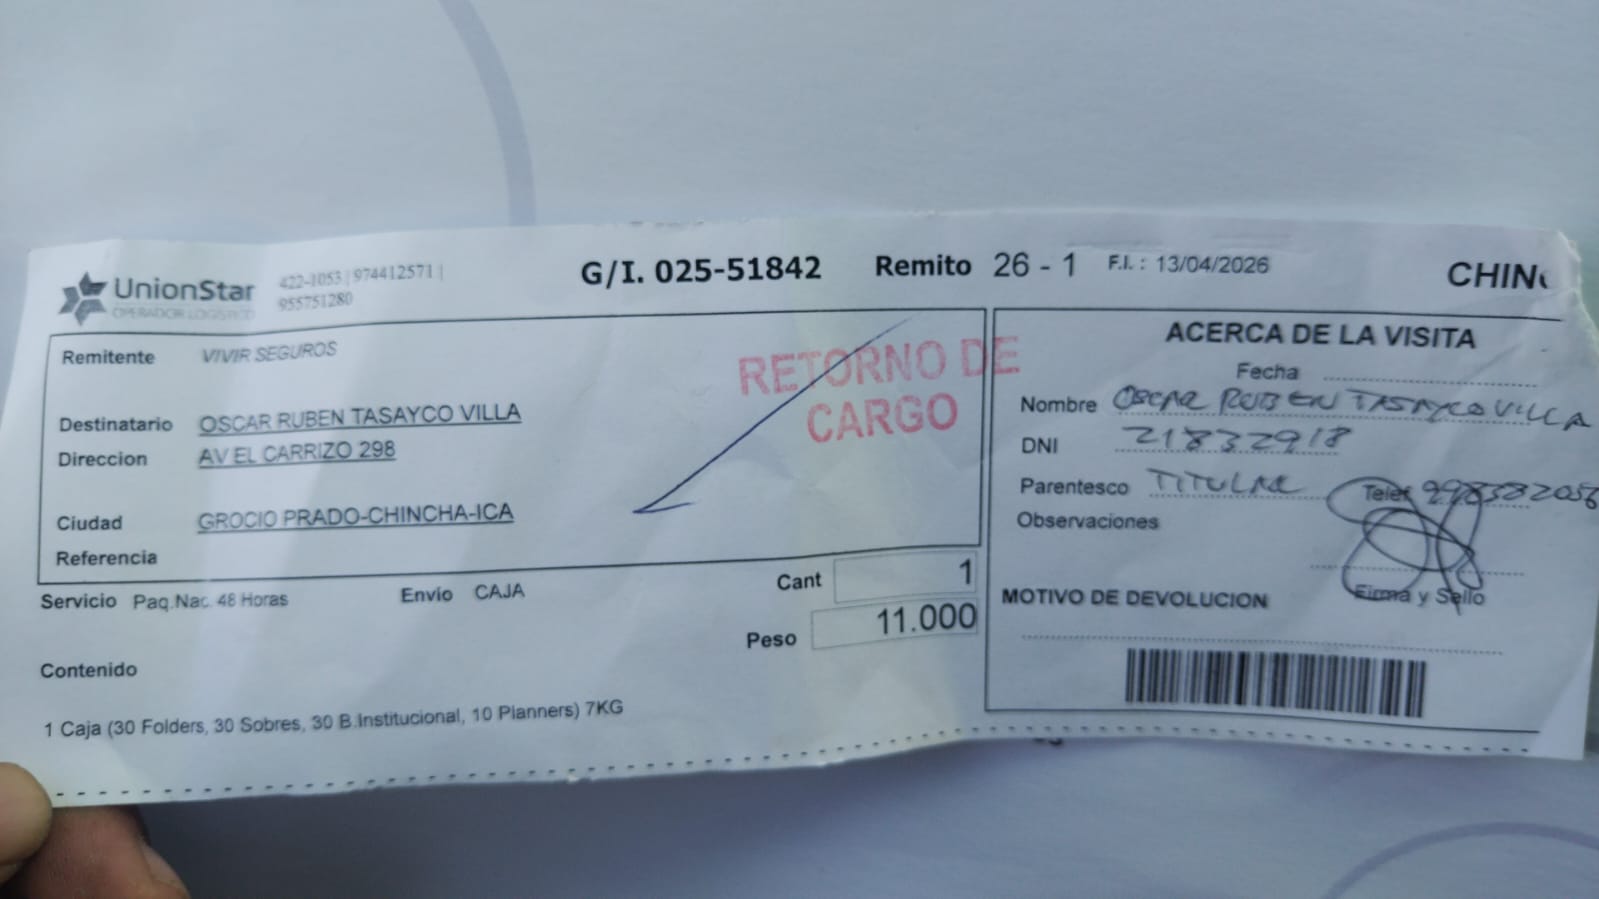 UnionStar
OPERADOR LOGISTICO
422-1053 | 974412571 |
955751280
G/I. 025-51842
Remito 26 - 1
F.I. : 13/04/2026
Remitente VIVIR SEGUROS
Destinatario OSCAR RUBEN TASAYCO VILLA
Direccion AV EL CARRIZO 298
Ciudad GROCIO PRADO-CHINCHA-ICA
Referencia
RETORNO DE
CARGO
Servicio Paq.Nac. 48 Horas
Envío CAJA
Cant 1
Peso 11.000
Contenido
1 Caja (30 Folders, 30 Sobres, 30 B.Institucional, 10 Planners) 7KG
ACERCA DE LA VISITA
Fecha
Nombre OSCAR RUBEN TASAYCO VILLA
DNI 21832918
Parentesco TITULAR Telef
Observaciones
Firma y Sello
MOTIVO DE DEVOLUCION